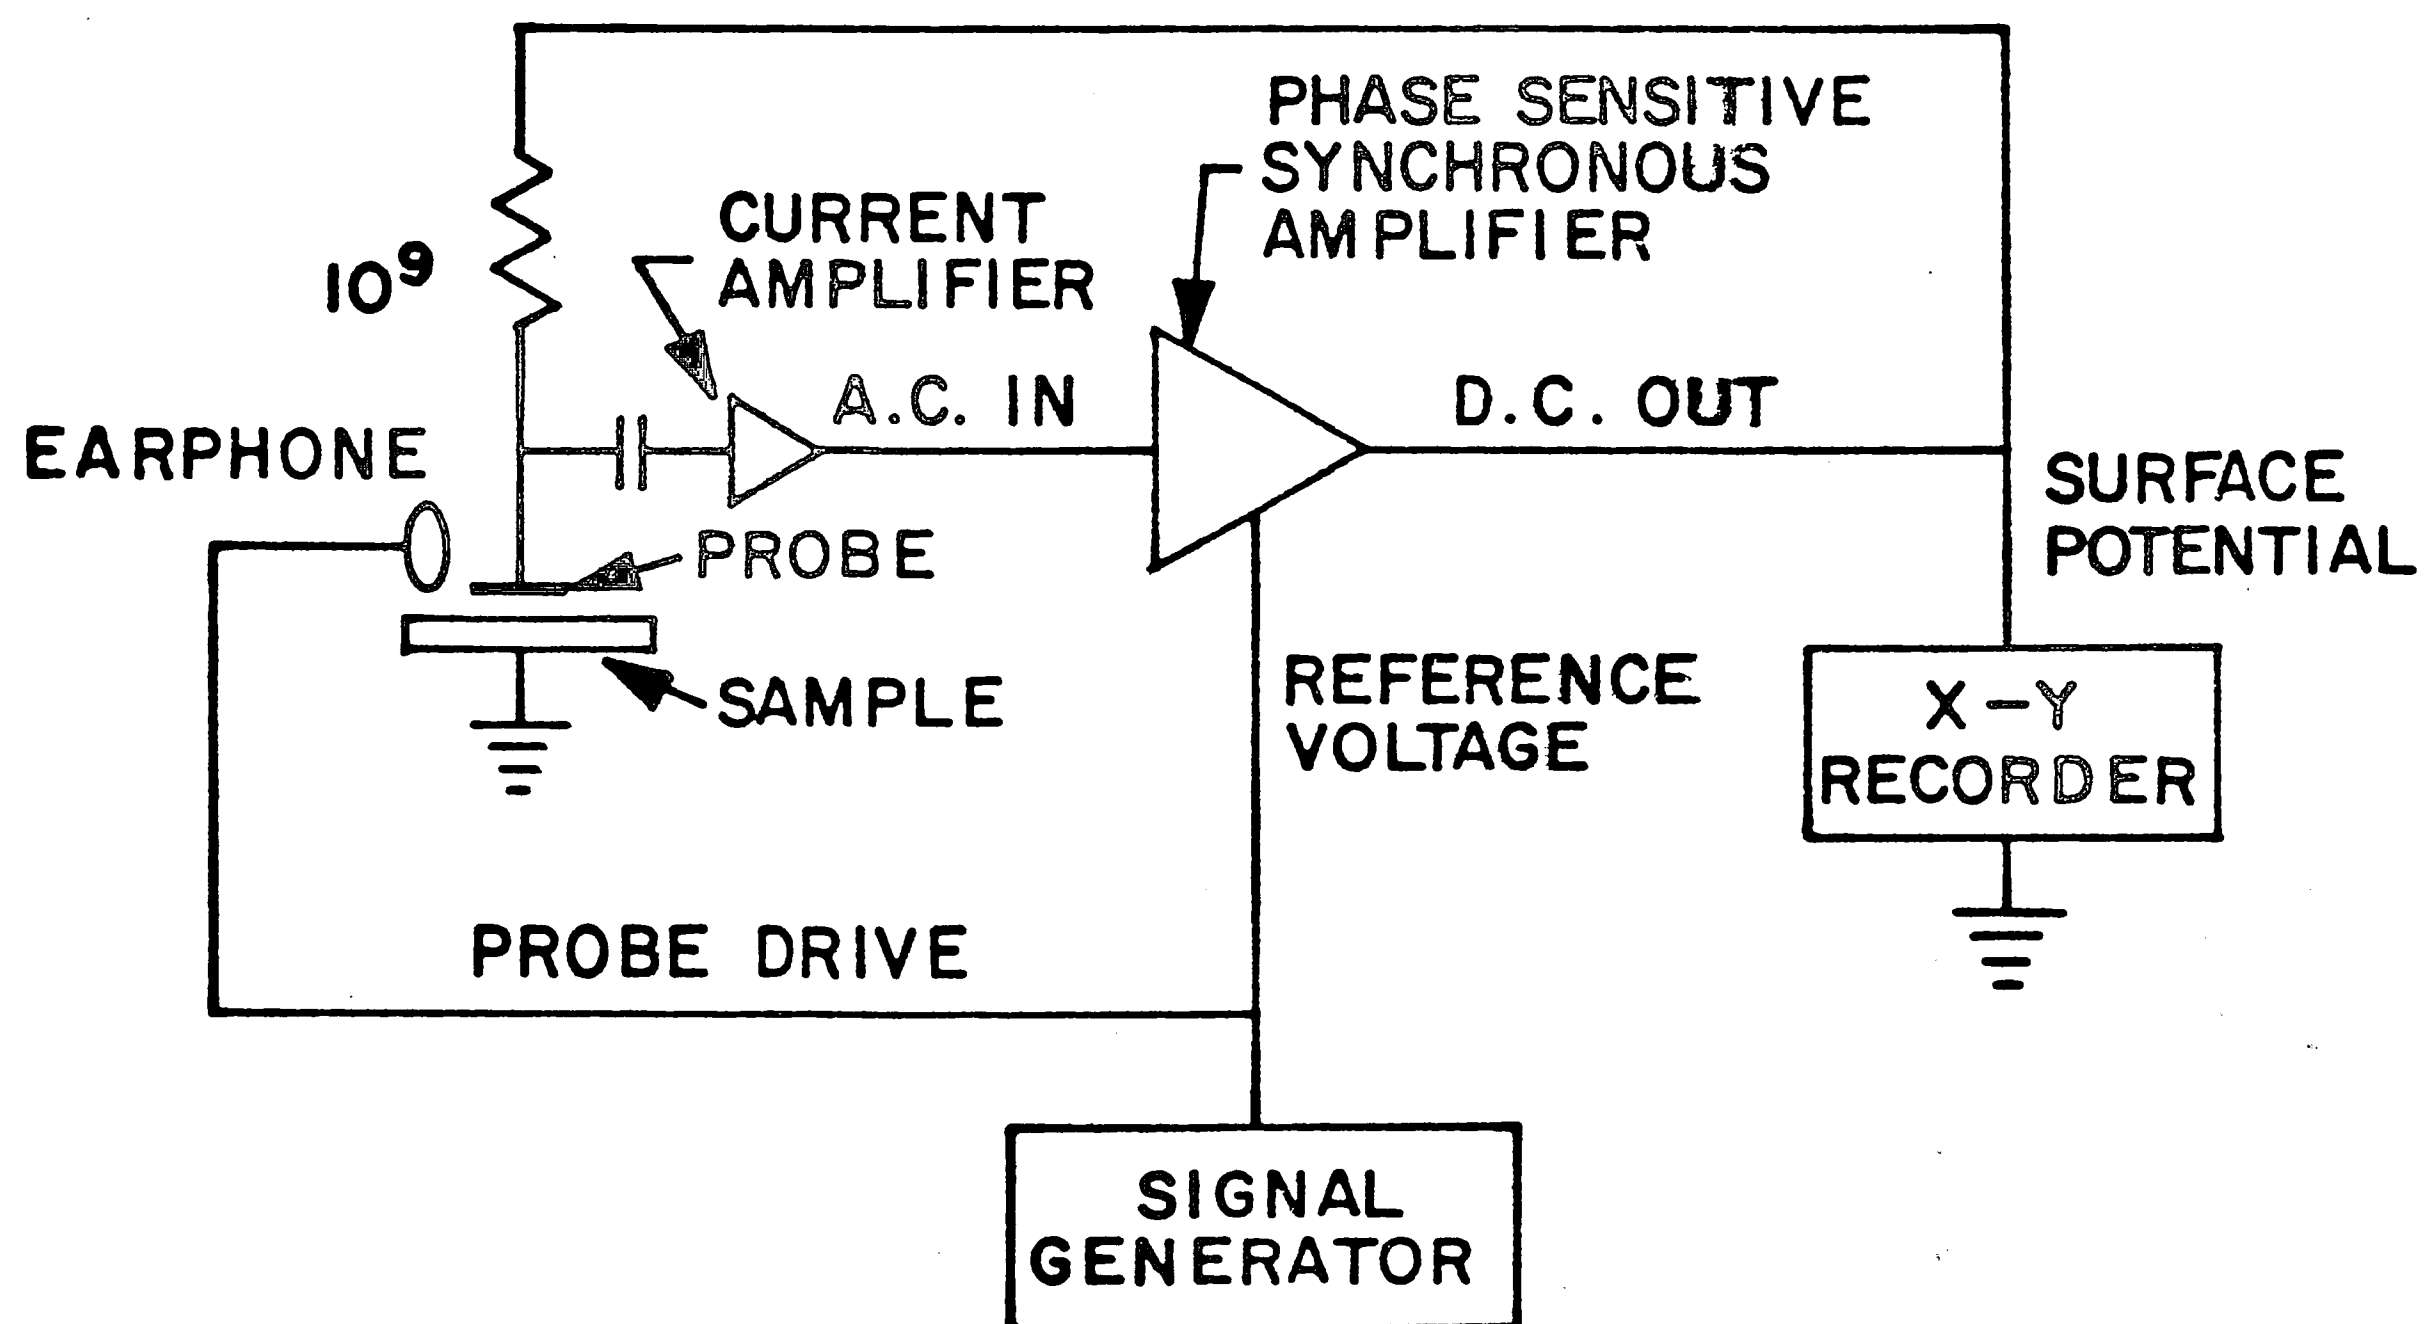 PHASE SENSITIVE
SYNCHRONOUS
AMPLIFIER
CURRENT
AMPLIFIER
10⁹
A.C. IN
D.C. OUT
EARPHONE
SURFACE
POTENTIAL
PROBE
SAMPLE
REFERENCE
VOLTAGE
X-Y
RECORDER
PROBE DRIVE
SIGNAL
GENERATOR